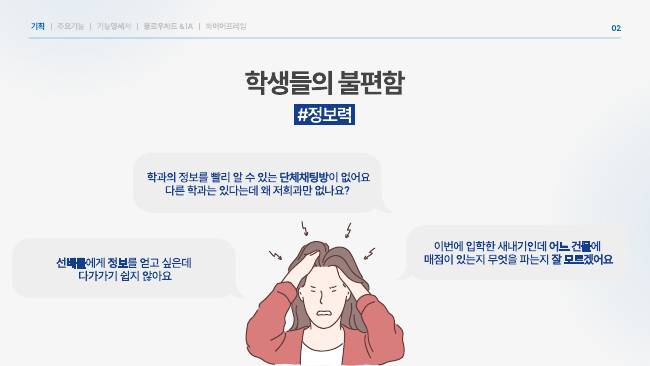 기획 | 주요기능 | 기능명세서 | 플로우차트 & IA | 와이어프레임
02
학생들의 불편함
#정보력
학과의 정보를 빨리 알 수 있는 단체채팅방이 없어요
다른 학과는 있다는데 왜 저희과만 없나요?
선배들에게 정보를 얻고 싶은데
다가가기 쉽지 않아요
이번에 입학한 새내기인데 어느 건물에
매점이 있는지 무엇을 파는지 잘 모르겠어요